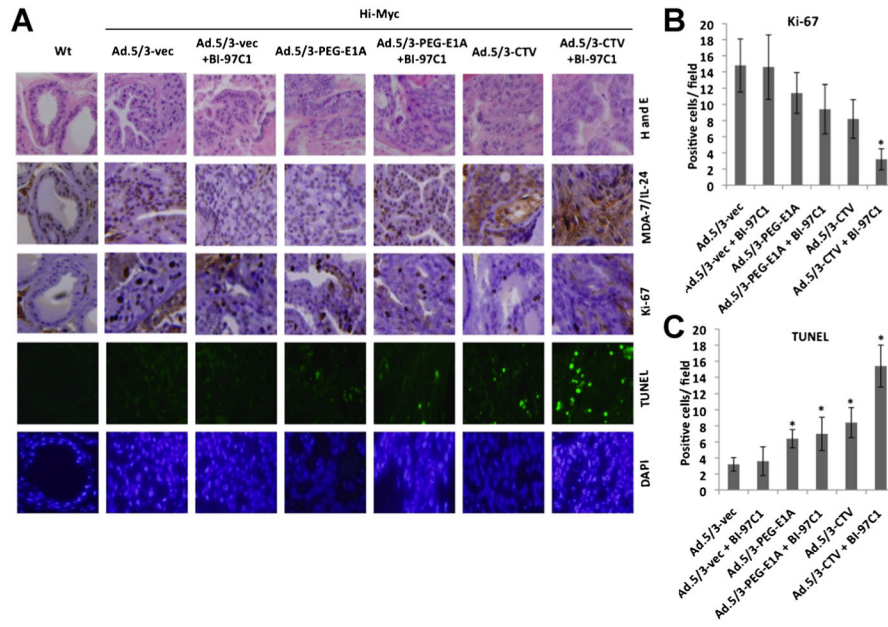 A
Hi-Myc
Wt
Ad.5/3-vec
Ad.5/3-vec
+BI-97C1
Ad.5/3-PEG-E1A
Ad.5/3-PEG-E1A
+BI-97C1
Ad.5/3-CTV
Ad.5/3-CTV
+BI-97C1
H and E
MDA-7/IL-24
Ki-67
TUNEL
DAPI
B
Ki-67
Positive cells/ field
20
18
16
14
12
10
8
6
4
2
0
*
Ad.5/3-vec
Ad.5/3-vec + BI-97C1
Ad.5/3-PEG-E1A
Ad.5/3-PEG-E1A + BI-97C1
Ad.5/3-CTV
Ad.5/3-CTV + BI-97C1
C
TUNEL
Positive cells/ field
20
18
16
14
12
10
8
6
4
2
0
*
*
*
*
Ad.5/3-vec
Ad.5/3-vec + BI-97C1
Ad.5/3-PEG-E1A
Ad.5/3-PEG-E1A + BI-97C1
Ad.5/3-CTV
Ad.5/3-CTV + BI-97C1